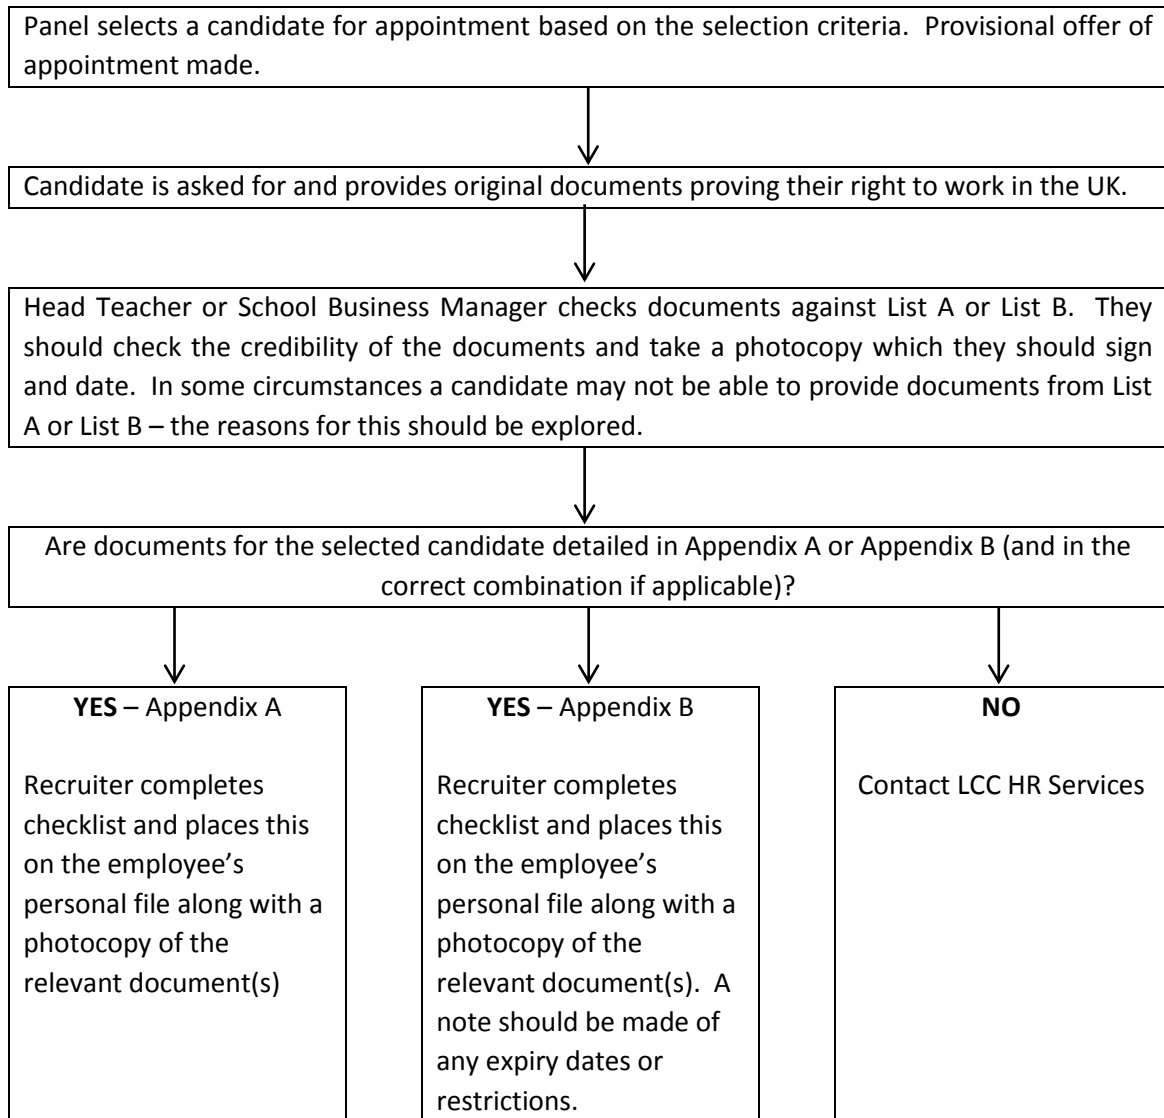 Panel selects a candidate for appointment based on the selection criteria.  Provisional offer of
appointment made.
Candidate is asked for and provides original documents proving their right to work in the UK.
Head Teacher or School Business Manager checks documents against List A or List B.  They
should check the credibility of the documents and take a photocopy which they should sign
and date.  In some circumstances a candidate may not be able to provide documents from List
A or List B – the reasons for this should be explored.
Are documents for the selected candidate detailed in Appendix A or Appendix B (and in the
correct combination if applicable)?
YES – Appendix A
Recruiter completes
checklist and places this
on the employee’s
personal file along with a
photocopy of the
relevant document(s)
YES – Appendix B
Recruiter completes
checklist and places this
on the employee’s
personal file along with a
photocopy of the
relevant document(s).  A
note should be made of
any expiry dates or
restrictions.
NO
Contact LCC HR Services